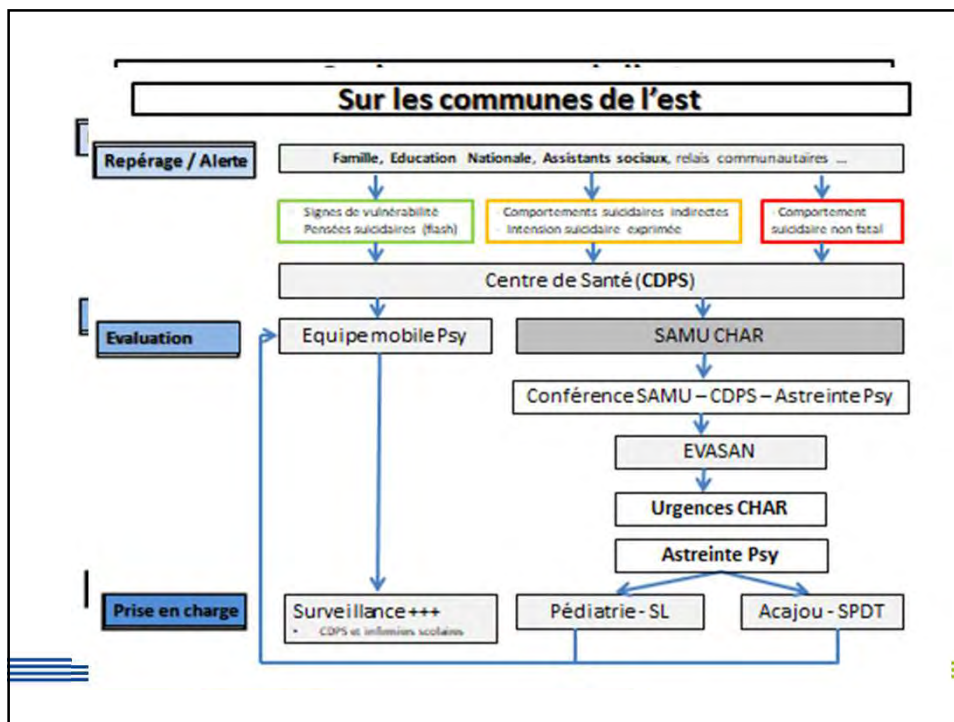 Sur les communes de l'est
Repérage / Alerte
Famille, Education Nationale, Assistants sociaux, relais communautaires ...
- Signes de vulnérabilité
- Pensées suicidaires (flash)
- Comportements suicidaires indirectes
- Intension suicidaire exprimée
- Comportement
suicidaire non fatal
Centre de Santé (CDPS)
Evaluation
Equipe mobile Psy
SAMU CHAR
Conférence SAMU – CDPS – Astreinte Psy
EVASAN
Urgences CHAR
Astreinte Psy
Prise en charge
Surveillance +++
• CDPS et infirmiers scolaires
Pédiatrie - SL
Acajou - SPDT